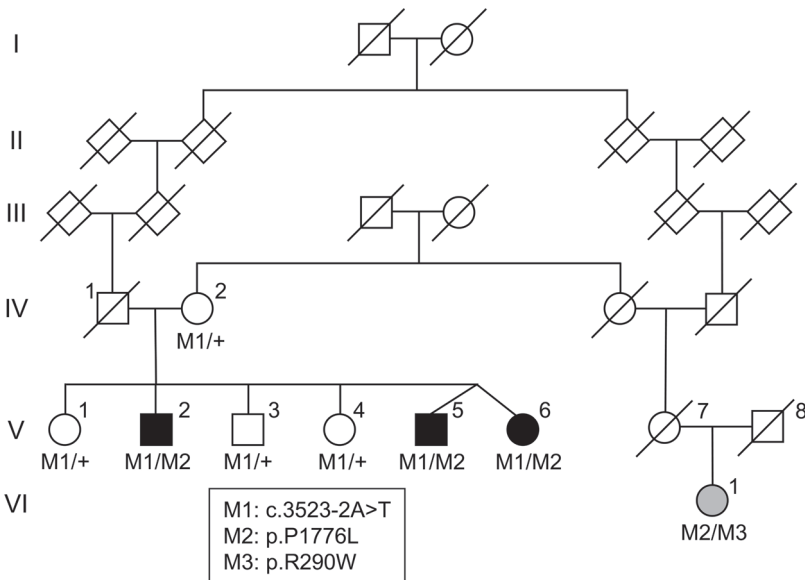 I
II
III
1 2
IV
M1/+
1 2 3 4 5 6 7 8
V
M1/+ M1/M2 M1/+ M1/+ M1/M2 M1/M2
VI
1
M2/M3
M1: c.3523-2A>T
M2: p.P1776L
M3: p.R290W